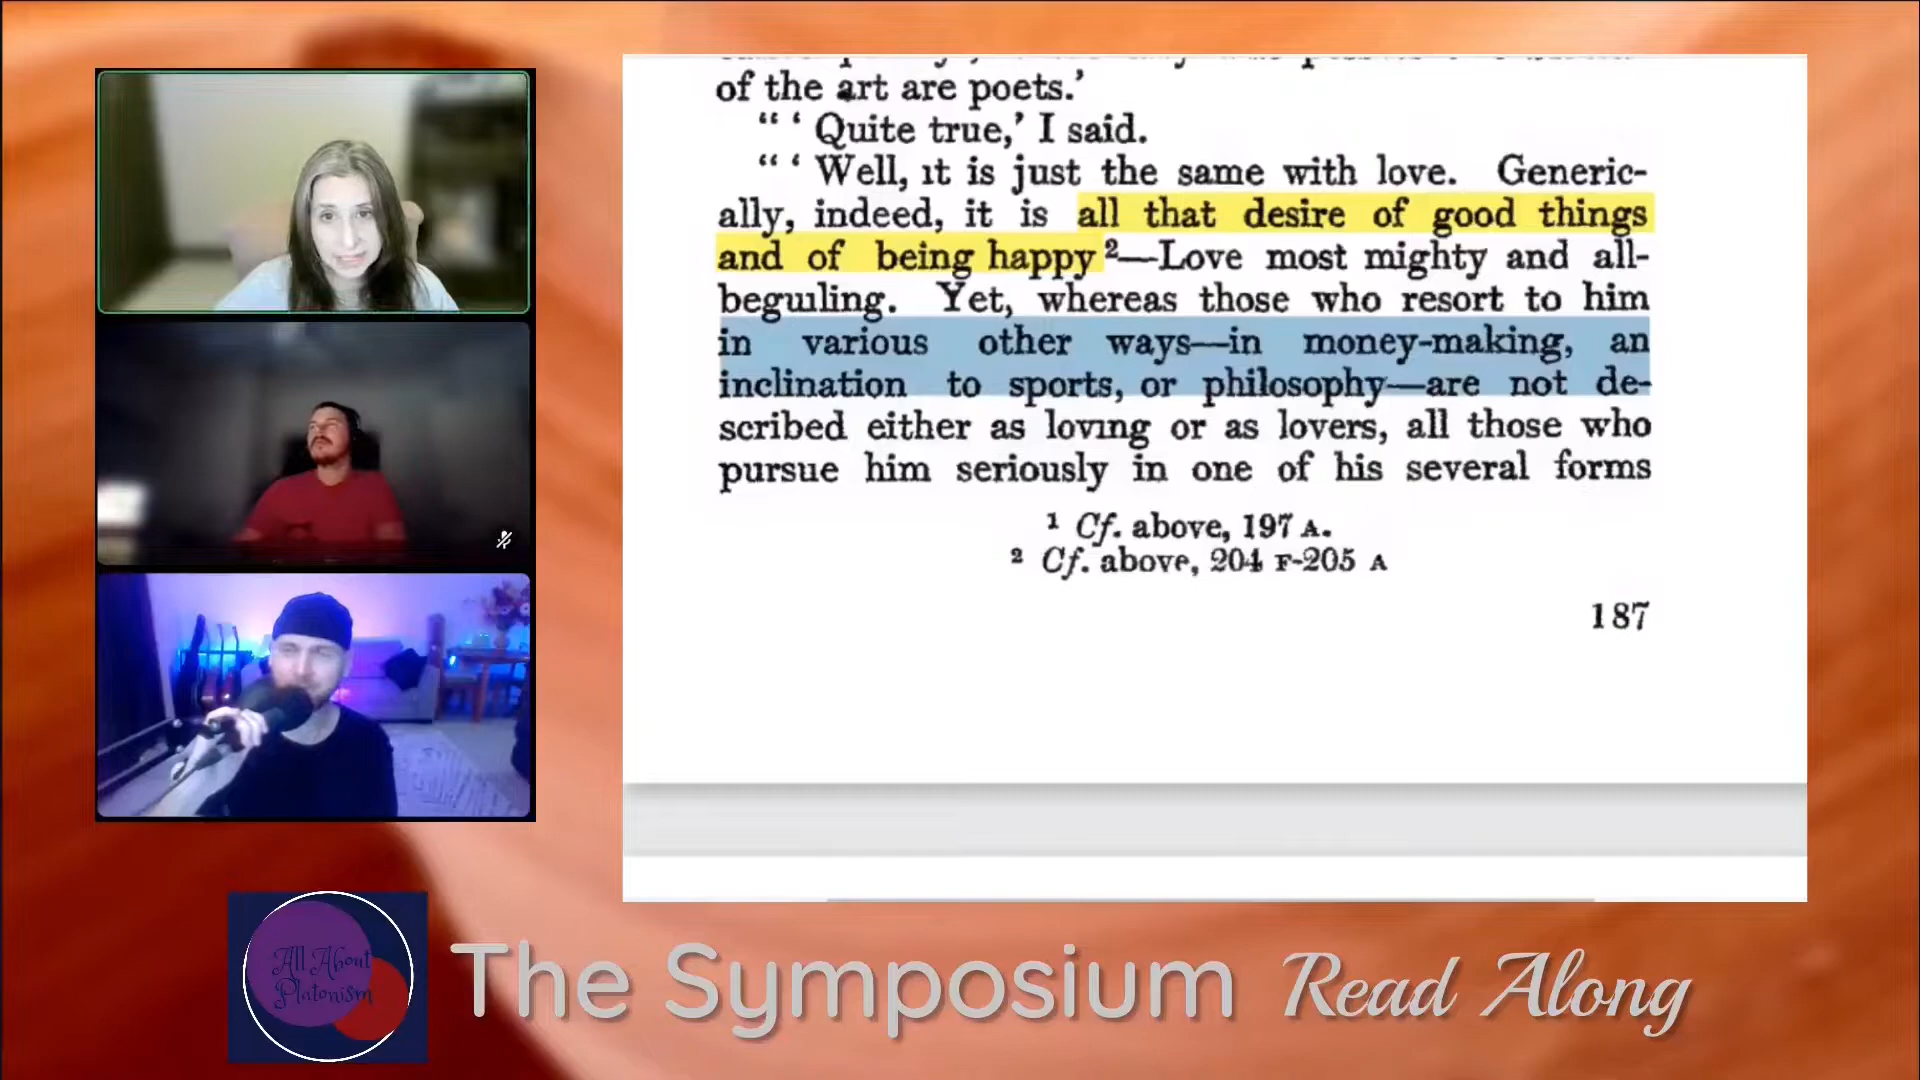 of the art are poets.'
“ ‘ Quite true,’ I said.
“ ‘ Well, it is just the same with love. Generic-
ally, indeed, it is all that desire of good things
and of being happy ²—Love most mighty and all-
beguiling. Yet, whereas those who resort to him
in various other ways—in money-making, an
inclination to sports, or philosophy—are not de-
scribed either as loving or as lovers, all those who
pursue him seriously in one of his several forms
¹ Cf. above, 197 A.
² Cf. above, 204 F-205 A
187
All About
Platonism
The Symposium Read Along